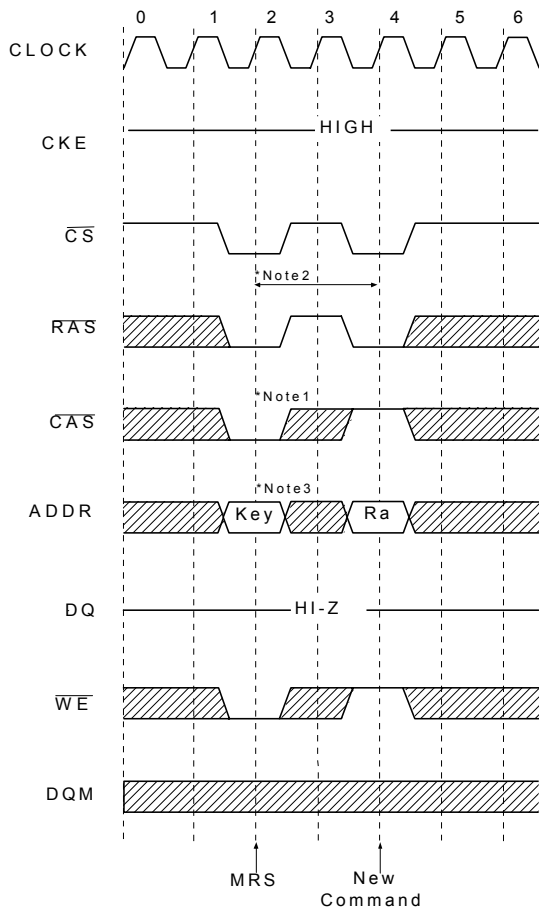 0 1 2 3 4 5 6
CLOCK
HIGH
CKE
CS
*Note2
RAS
*Note1
CAS
*Note3
ADDR Key Ra
DQ HI-Z
WE
DQM
MRS New
Command